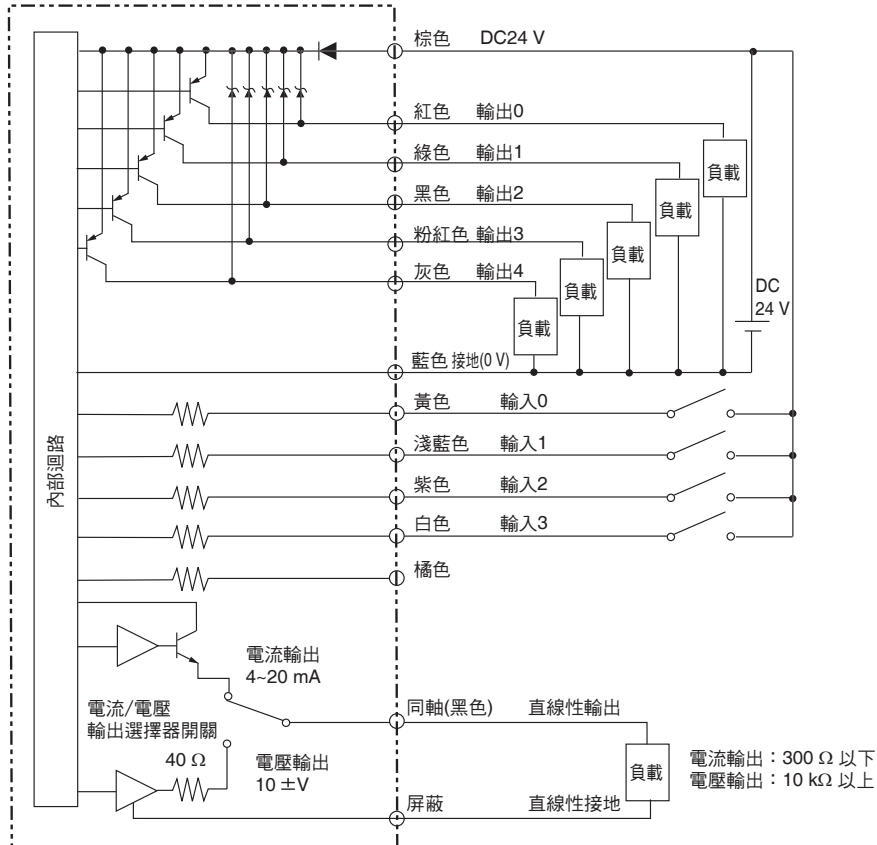 棕色 DC24 V
紅色 輸出0
綠色 輸出1
黑色 輸出2
粉紅色 輸出3
灰色 輸出4
負載
負載
負載
負載
負載
DC
24 V
藍色 接地(0 V)
黃色 輸入0
淺藍色 輸入1
紫色 輸入2
白色 輸入3
橘色
內部迴路
電流輸出
4~20 mA
電流/電壓
輸出選擇器開關
40 Ω
電壓輸出
10 ±V
同軸(黑色) 直線性輸出
負載
電流輸出：300 Ω 以下
電壓輸出：10 kΩ 以上
屏蔽 直線性接地